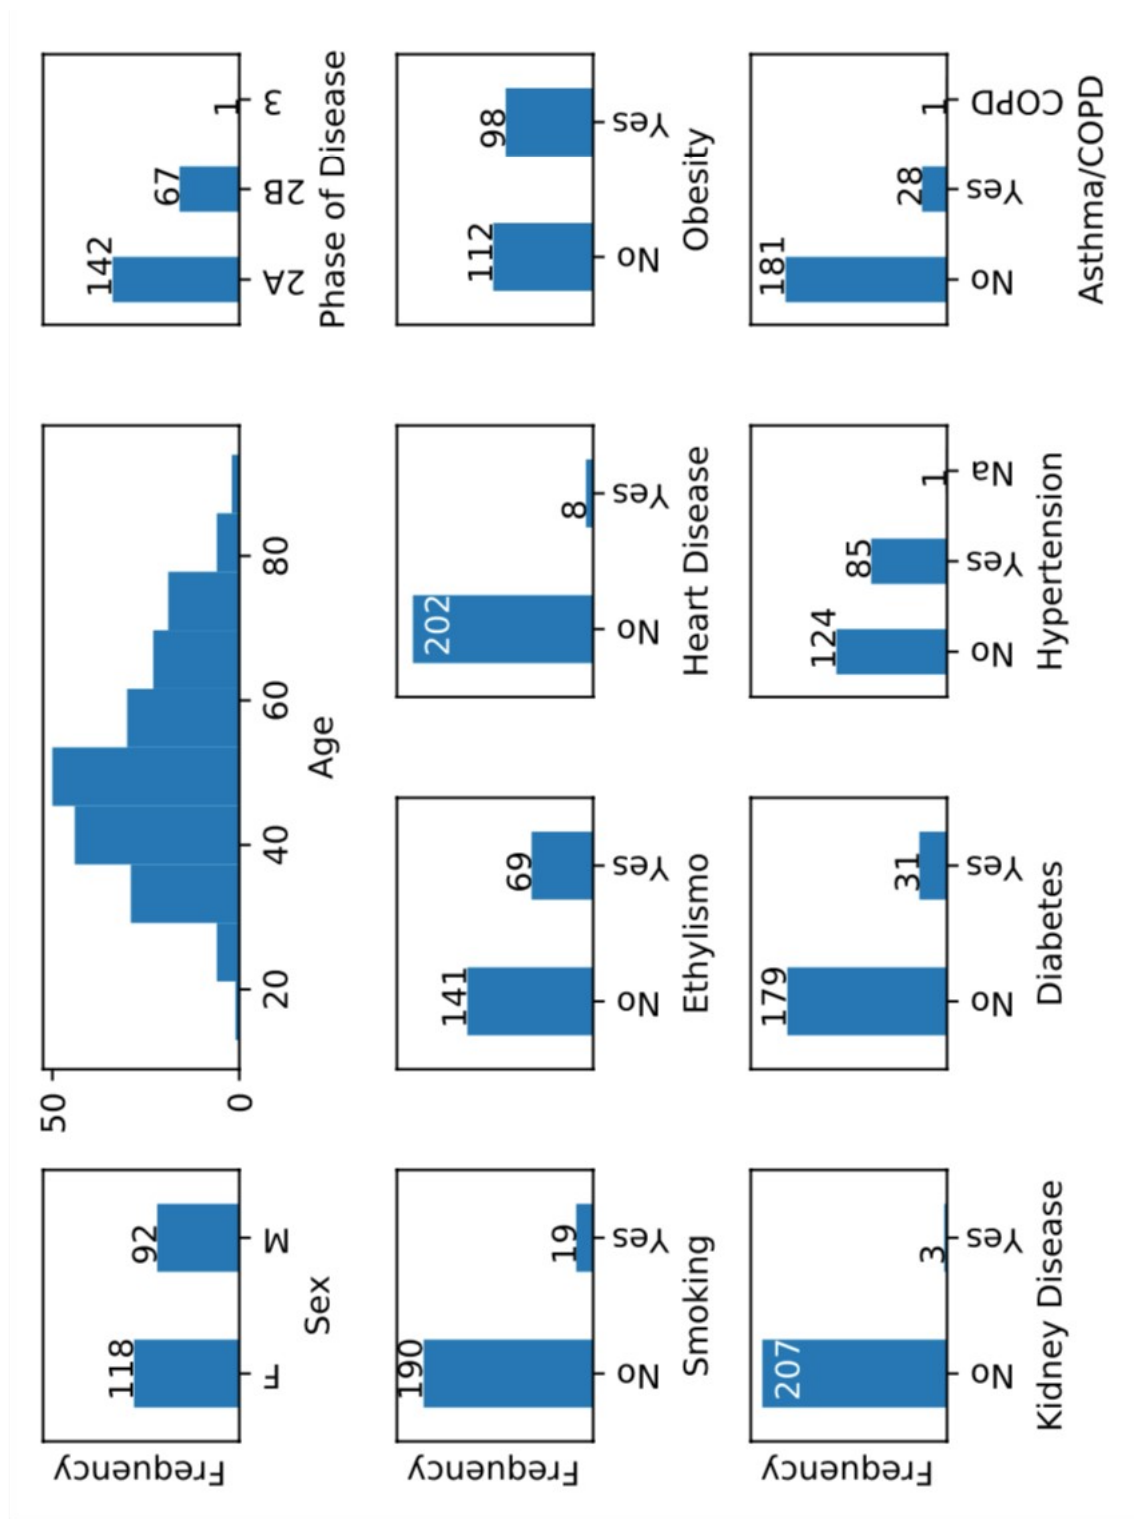 Frequency
118
92
F
M
Sex
50
0
20
40
60
80
Age
142
67
1
2A
2B
3
Phase of Disease
Frequency
190
19
No
Yes
Smoking
141
69
No
Yes
Ethylismo
202
8
No
Yes
Heart Disease
112
98
No
Yes
Obesity
Frequency
207
3
No
Yes
Kidney Disease
179
31
No
Yes
Diabetes
124
85
1
No
Yes
Na
Hypertension
181
28
1
No
Yes
COPD
Asthma/COPD